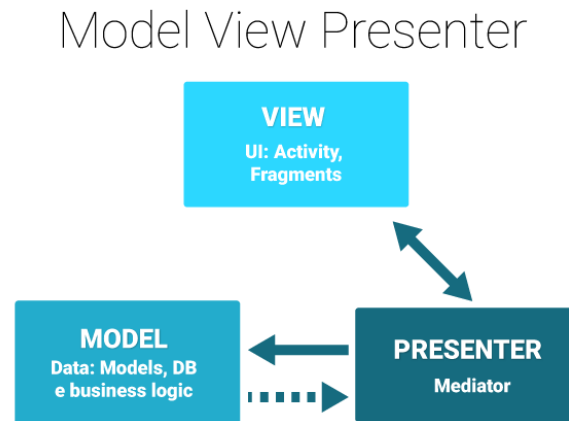 Model View Presenter
VIEW
UI: Activity,
Fragments
MODEL
Data: Models, DB
e business logic
PRESENTER
Mediator